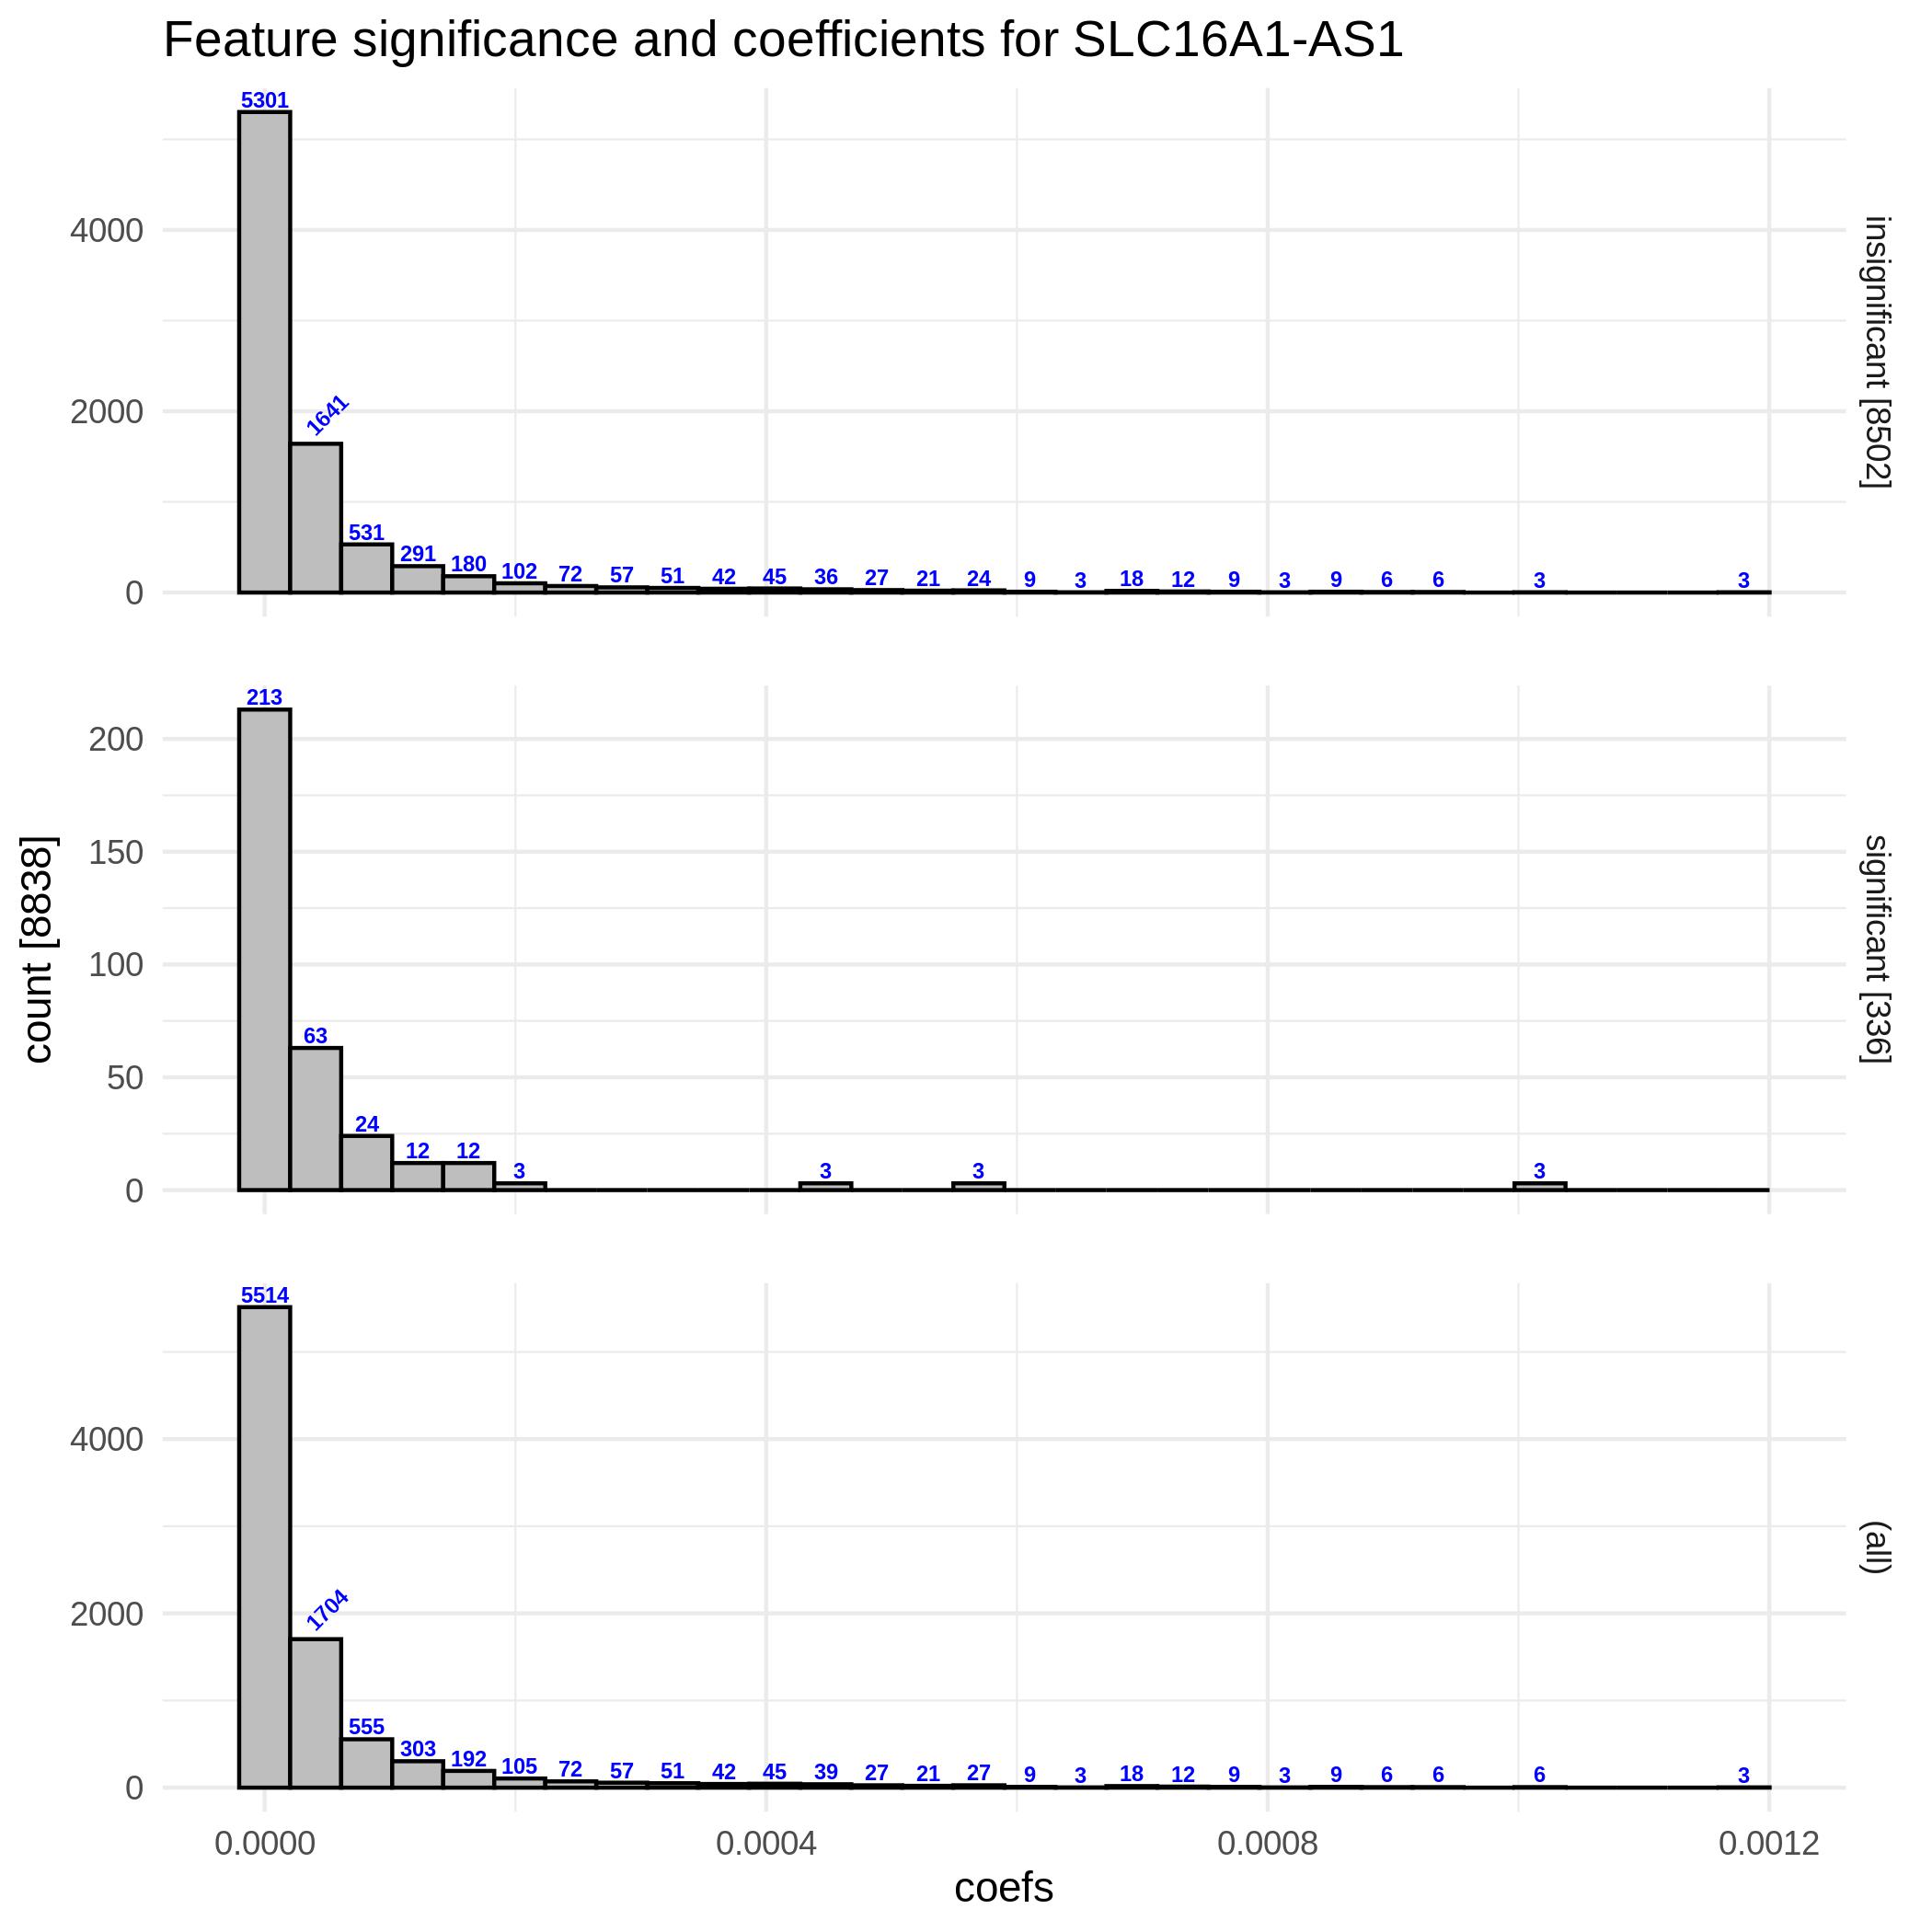 Feature significance and coefficients for SLC16A1-AS1
5301
1641
531 291 180 102 72 57 51 42 45 36 27 21 24 9 3 18 12 9 3 9 6 6 3 3
4000
2000
0
insignificant [8502]
213
63
24
12 12 3 3 3 3
200
150
100
50
0
significant [336]
count [8838]
5514
1704
555 303 192 105 72 57 51 42 45 39 27 21 27 9 3 18 12 9 3 9 6 6 6 3
4000
2000
0
(all)
0.0000 0.0004 0.0008 0.0012
coefs